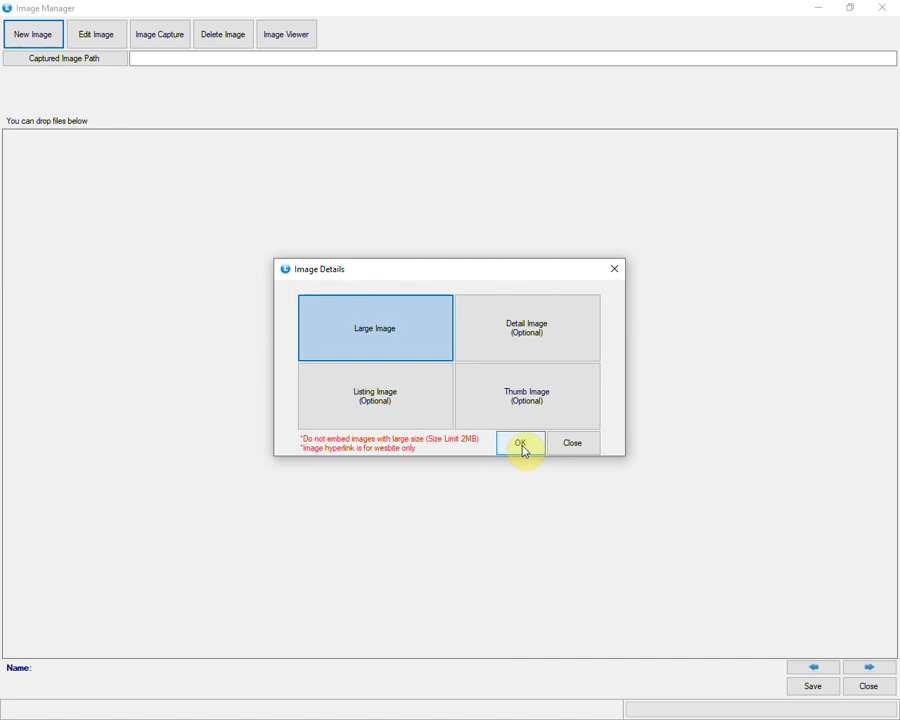 Image Manager
New Image
Edit Image
Image Capture
Delete Image
Image Viewer
Captured Image Path
You can drop files below
Image Details
Large Image
Detail Image
(Optional)
Listing Image
(Optional)
Thumb Image
(Optional)
*Do not embed images with large size (Size Limit 2MB)
*Image hyperlink is for wesbite only
OK
Close
Name:
Save
Close